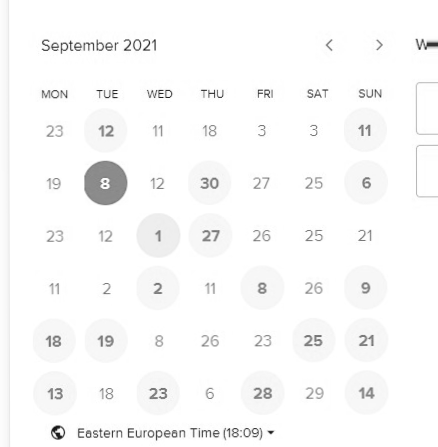 September 2021
MON TUE WED THU FRI SAT SUN
23 12 11 18 3 3 11
19 8 12 30 27 25 6
23 12 1 27 26 25 21
11 2 2 11 8 26 9
18 19 8 26 23 25 21
13 18 23 6 28 29 14
Eastern European Time (18:09)